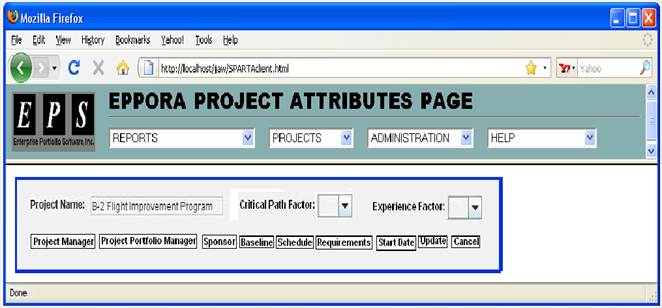 Mozilla Firefox
File Edit View History Bookmarks Yahoo! Tools Help
http://localhost/jaw/SPARTAclient.html
Yahoo
EPS
Enterprise Portfolio Software, Inc.
EPPORA PROJECT ATTRIBUTES PAGE
REPORTS PROJECTS ADMINISTRATION HELP
Project Name: B-2 Flight Improvement Program Critical Path Factor: Experience Factor:
Project Manager Project Portfolio Manager Sponsor Baseline Schedule Requirements Start Date Update Cancel
Done